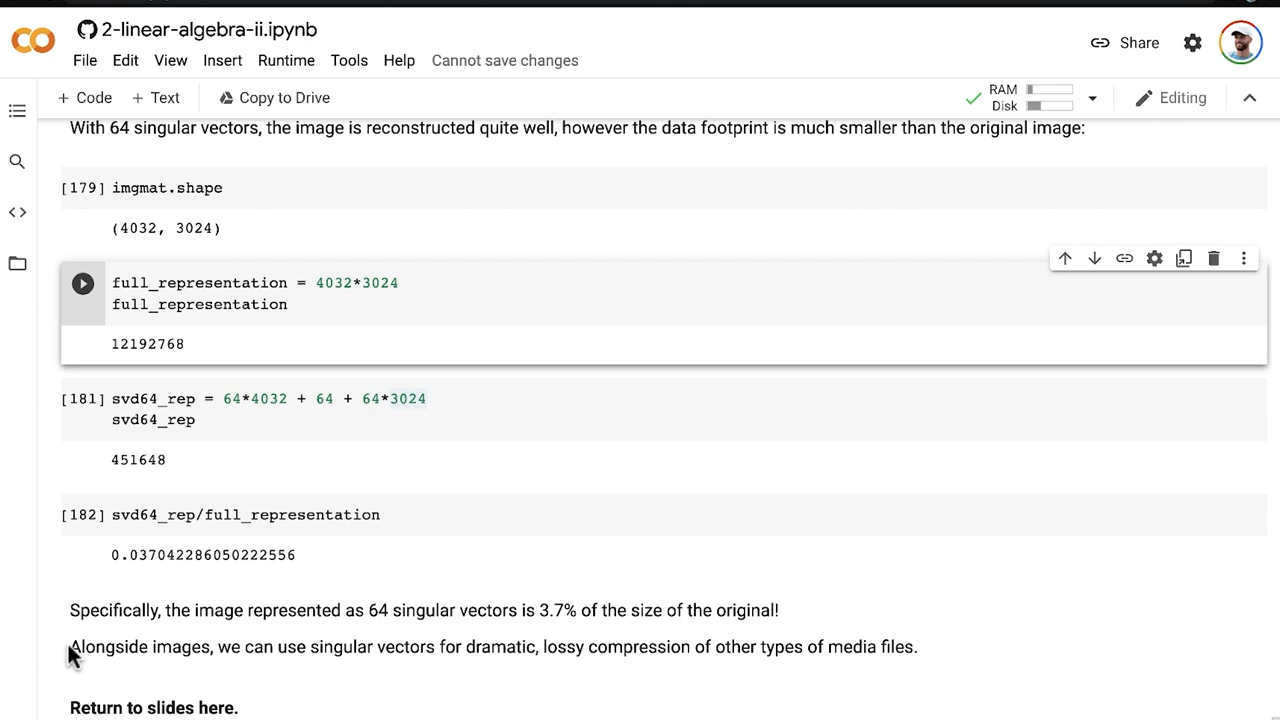 2-linear-algebra-ii.ipynb
Share
File Edit View Insert Runtime Tools Help Cannot save changes
+ Code + Text Copy to Drive
RAM
Disk
Editing
With 64 singular vectors, the image is reconstructed quite well, however the data footprint is much smaller than the original image:
[179] imgmat.shape
(4032, 3024)
full_representation = 4032*3024
full_representation
12192768
[181] svd64_rep = 64*4032 + 64 + 64*3024
svd64_rep
451648
[182] svd64_rep/full_representation
0.037042286050222556
Specifically, the image represented as 64 singular vectors is 3.7% of the size of the original!
Alongside images, we can use singular vectors for dramatic, lossy compression of other types of media files.
Return to slides here.